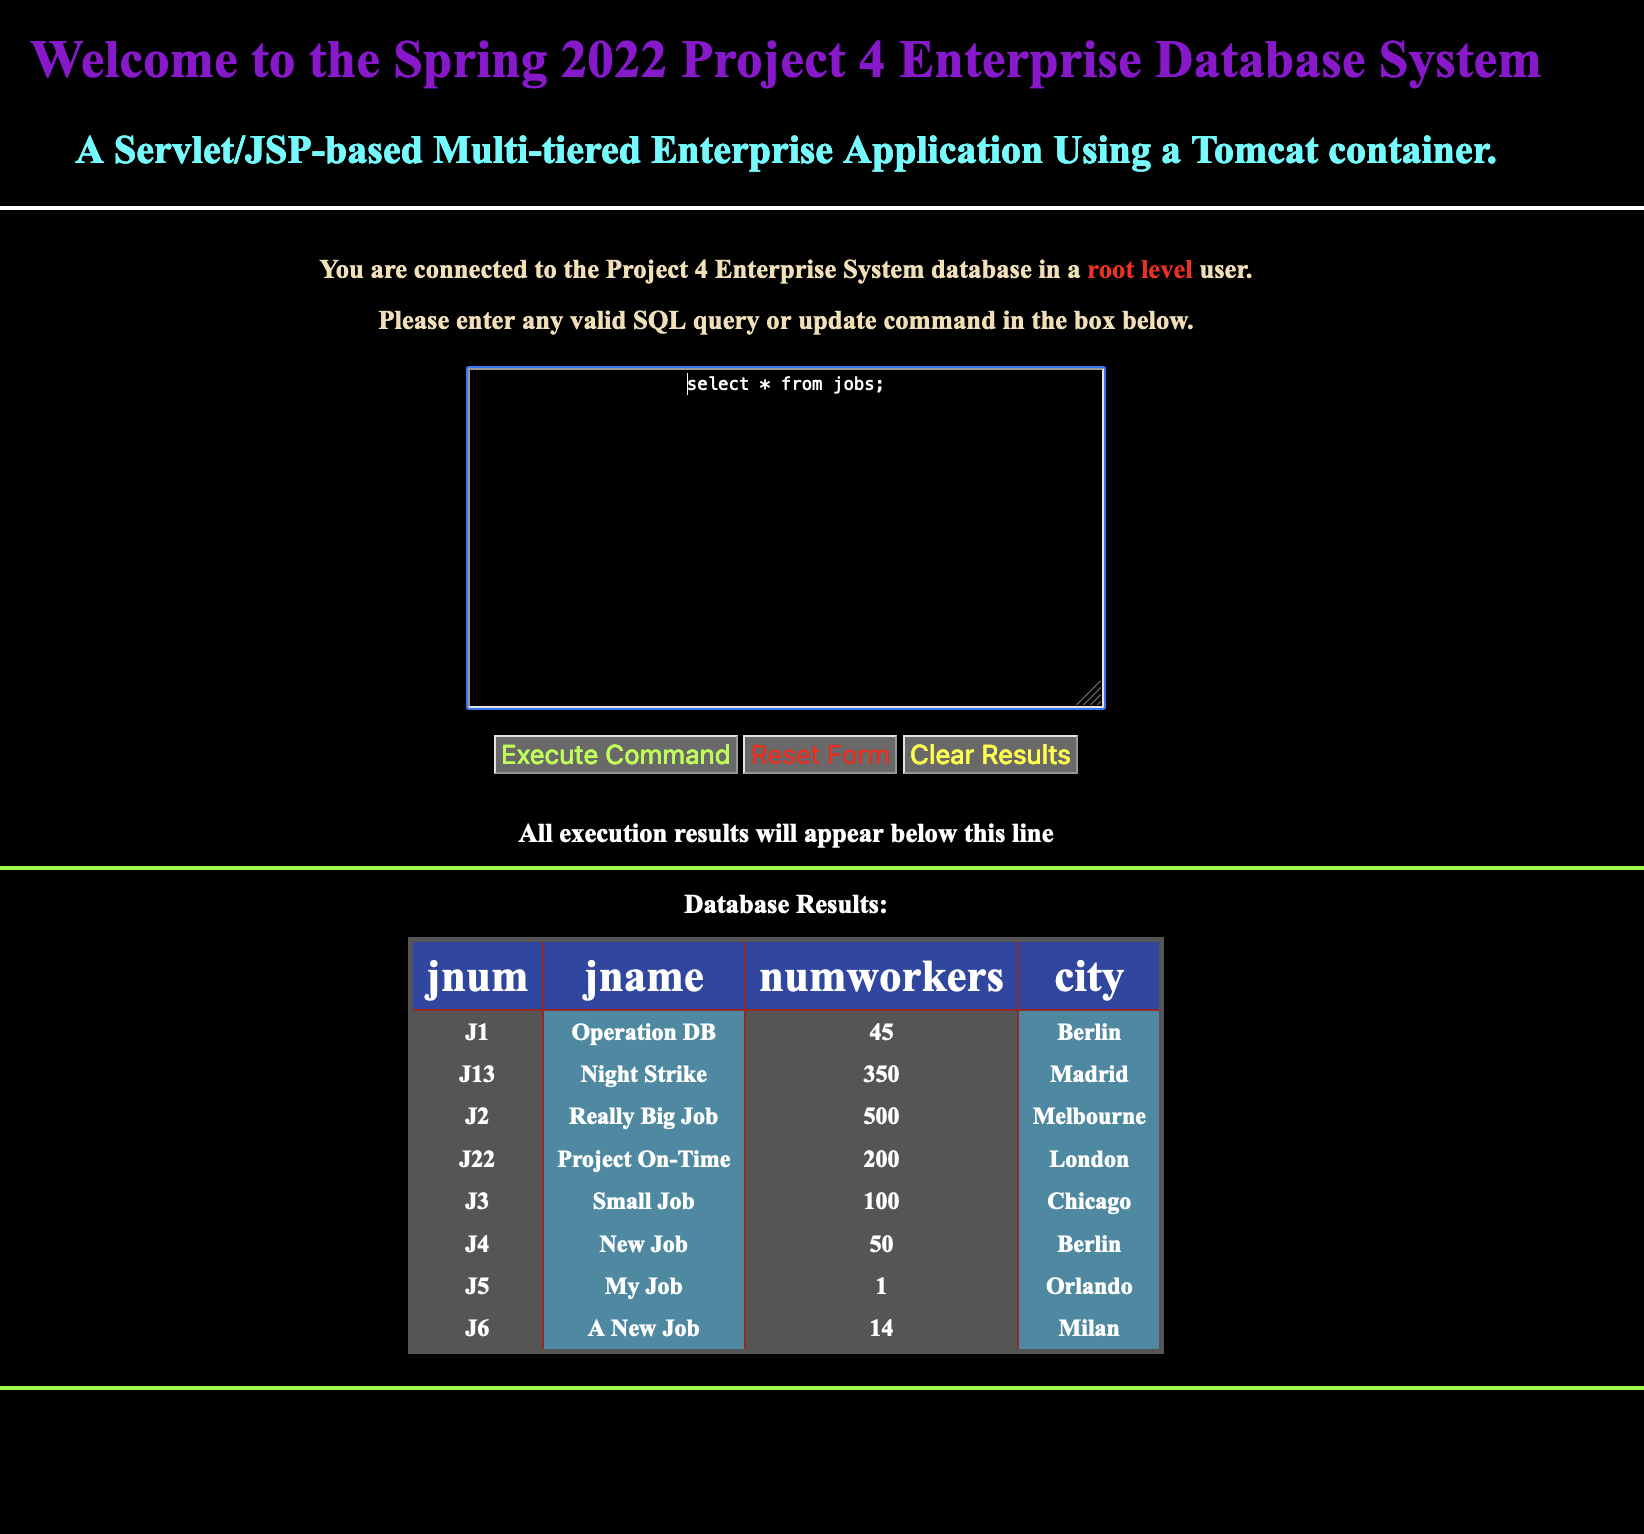 Welcome to the Spring 2022 Project 4 Enterprise Database System
A Servlet/JSP-based Multi-tiered Enterprise Application Using a Tomcat container.
You are connected to the Project 4 Enterprise System database in a root level user.
Please enter any valid SQL query or update command in the box below.
select * from jobs;
Execute Command Reset Form Clear Results
All execution results will appear below this line
Database Results:
jnum jname numworkers city
J1 Operation DB 45 Berlin
J13 Night Strike 350 Madrid
J2 Really Big Job 500 Melbourne
J22 Project On-Time 200 London
J3 Small Job 100 Chicago
J4 New Job 50 Berlin
J5 My Job 1 Orlando
J6 A New Job 14 Milan